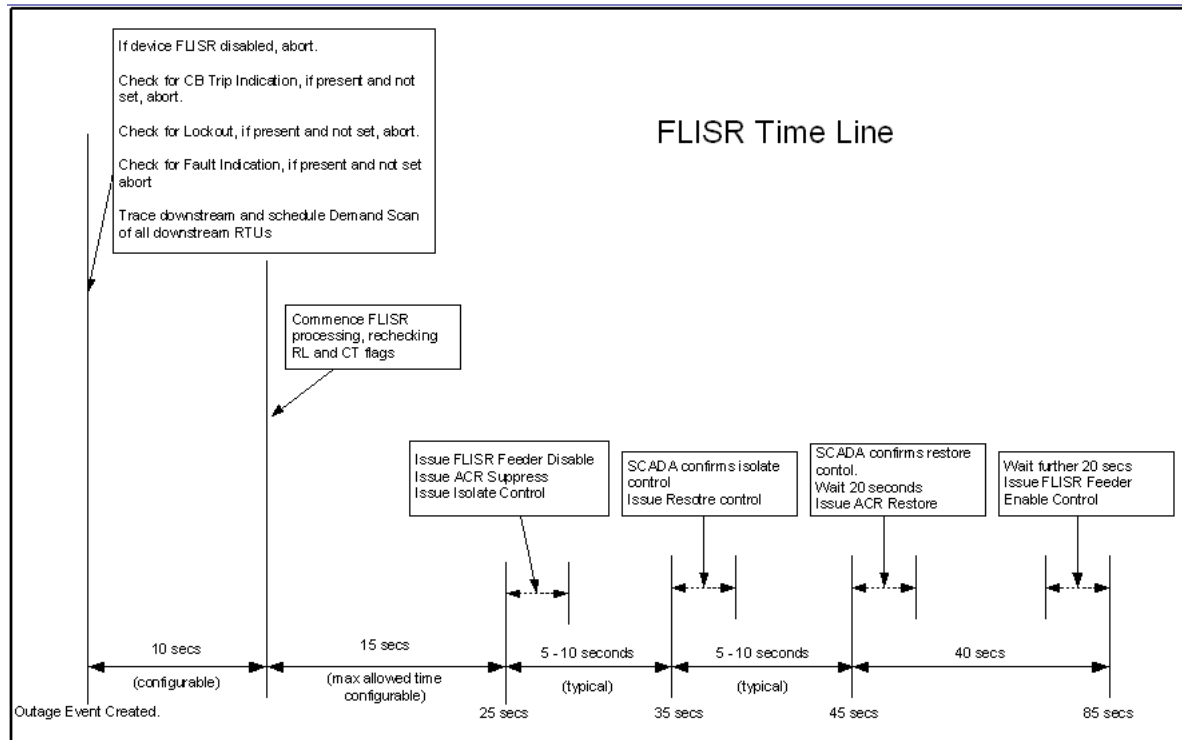 If device FLISR disabled, abort.
Check for CB Trip Indication, if present and not
set, abort.
Check for Lockout, if present and not set, abort.
Check for Fault Indication, if present and not set
abort
Trace downstream and schedule Demand Scan
of all downstream RTUs
FLISR Time Line
Commence FLISR
processing, rechecking
RL and CT flags
Issue FLISR Feeder Disable
Issue ACR Suppress
Issue Isolate Control
SCADA confirms isolate
control
Issue Resotre control
SCADA confirms restore
contol.
Wait 20 seconds
Issue ACR Restore
Wait further 20 secs
Issue FLISR Feeder
Enable Control
10 secs
(configurable)
15 secs
(max allowed time
configurable)
5 - 10 seconds
(typical)
5 - 10 seconds
(typical)
40 secs
Outage Event Created.
25 secs
35 secs
45 secs
85 secs